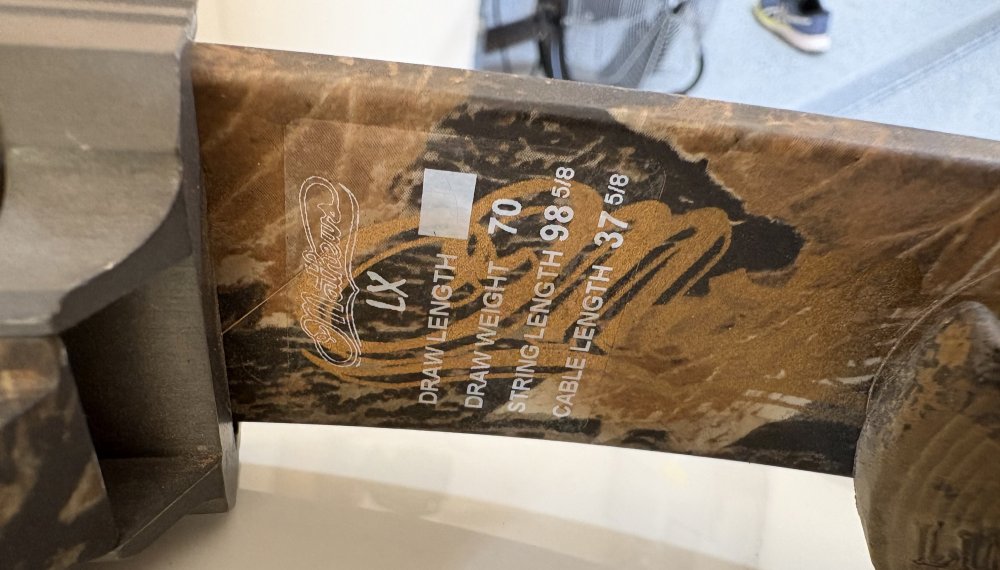 Mathews
LX
DRAW LENGTH
DRAW WEIGHT 70
STRING LENGTH 98 5/8
CABLE LENGTH 37 5/8